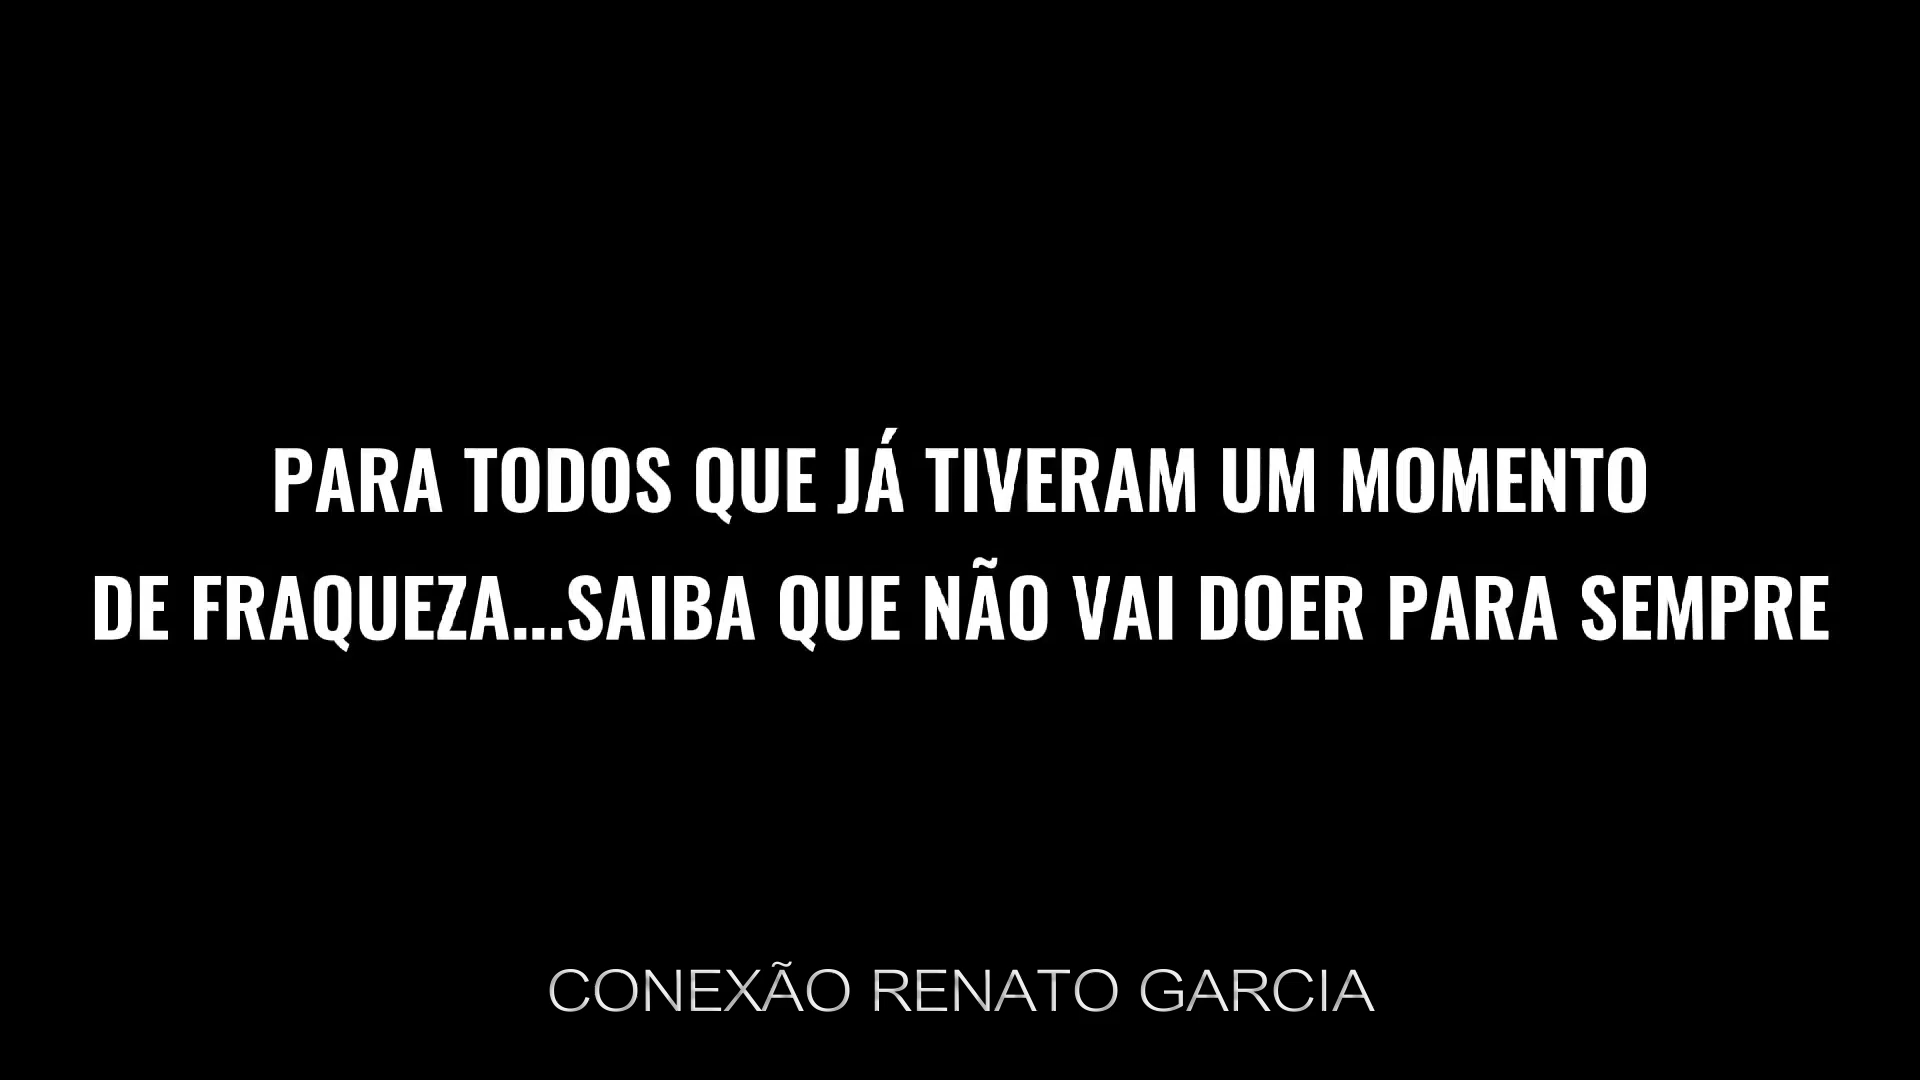 PARA TODOS QUE JÁ TIVERAM UM MOMENTO
DE FRAQUEZA...SAIBA QUE NÃO VAI DOER PARA SEMPRE
CONEXÃO RENATO GARCIA